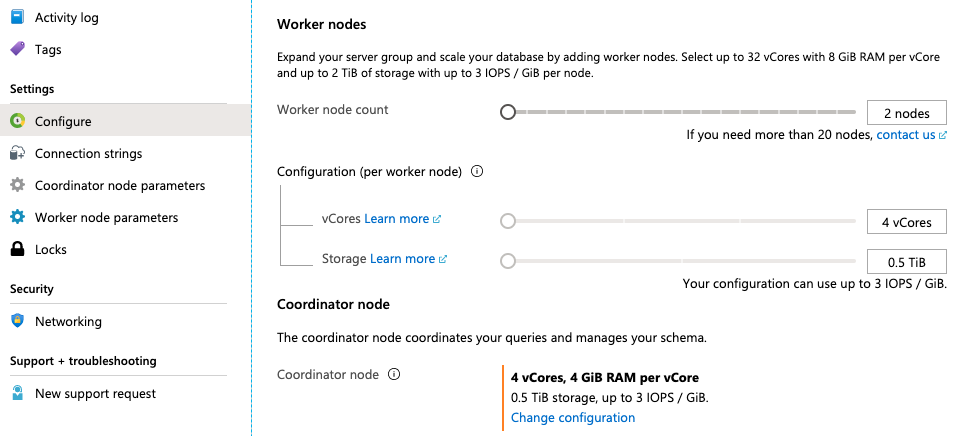 Activity log
Tags
Settings
Configure
Connection strings
Coordinator node parameters
Worker node parameters
Locks
Security
Networking
Support + troubleshooting
New support request
Worker nodes
Expand your server group and scale your database by adding worker nodes. Select up to 32 vCores with 8 GiB RAM per vCore
and up to 2 TiB of storage with up to 3 IOPS / GiB per node.
Worker node count
2 nodes
If you need more than 20 nodes, contact us
Configuration (per worker node)
vCores Learn more
4 vCores
Storage Learn more
0.5 TiB
Your configuration can use up to 3 IOPS / GiB.
Coordinator node
The coordinator node coordinates your queries and manages your schema.
Coordinator node
4 vCores, 4 GiB RAM per vCore
0.5 TiB storage, up to 3 IOPS / GiB.
Change configuration